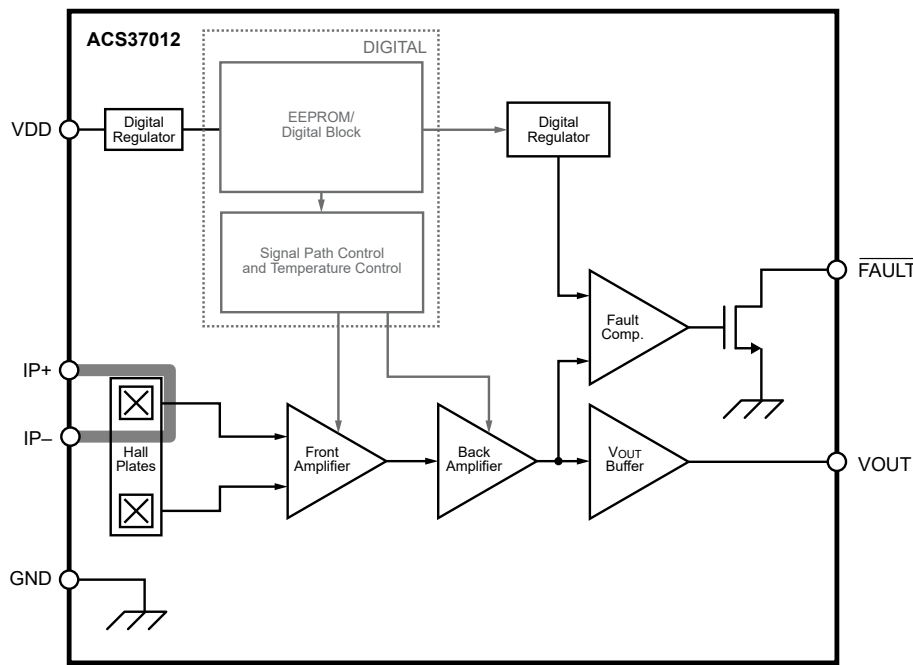 ACS37012
DIGITAL
VDD
Digital
Regulator
EEPROM/
Digital Block
Digital
Regulator
Signal Path Control
and Temperature Control
FAULT
Fault
Comp.
IP+
IP–
Hall
Plates
Front
Amplifier
Back
Amplifier
VOUT
Buffer
VOUT
GND